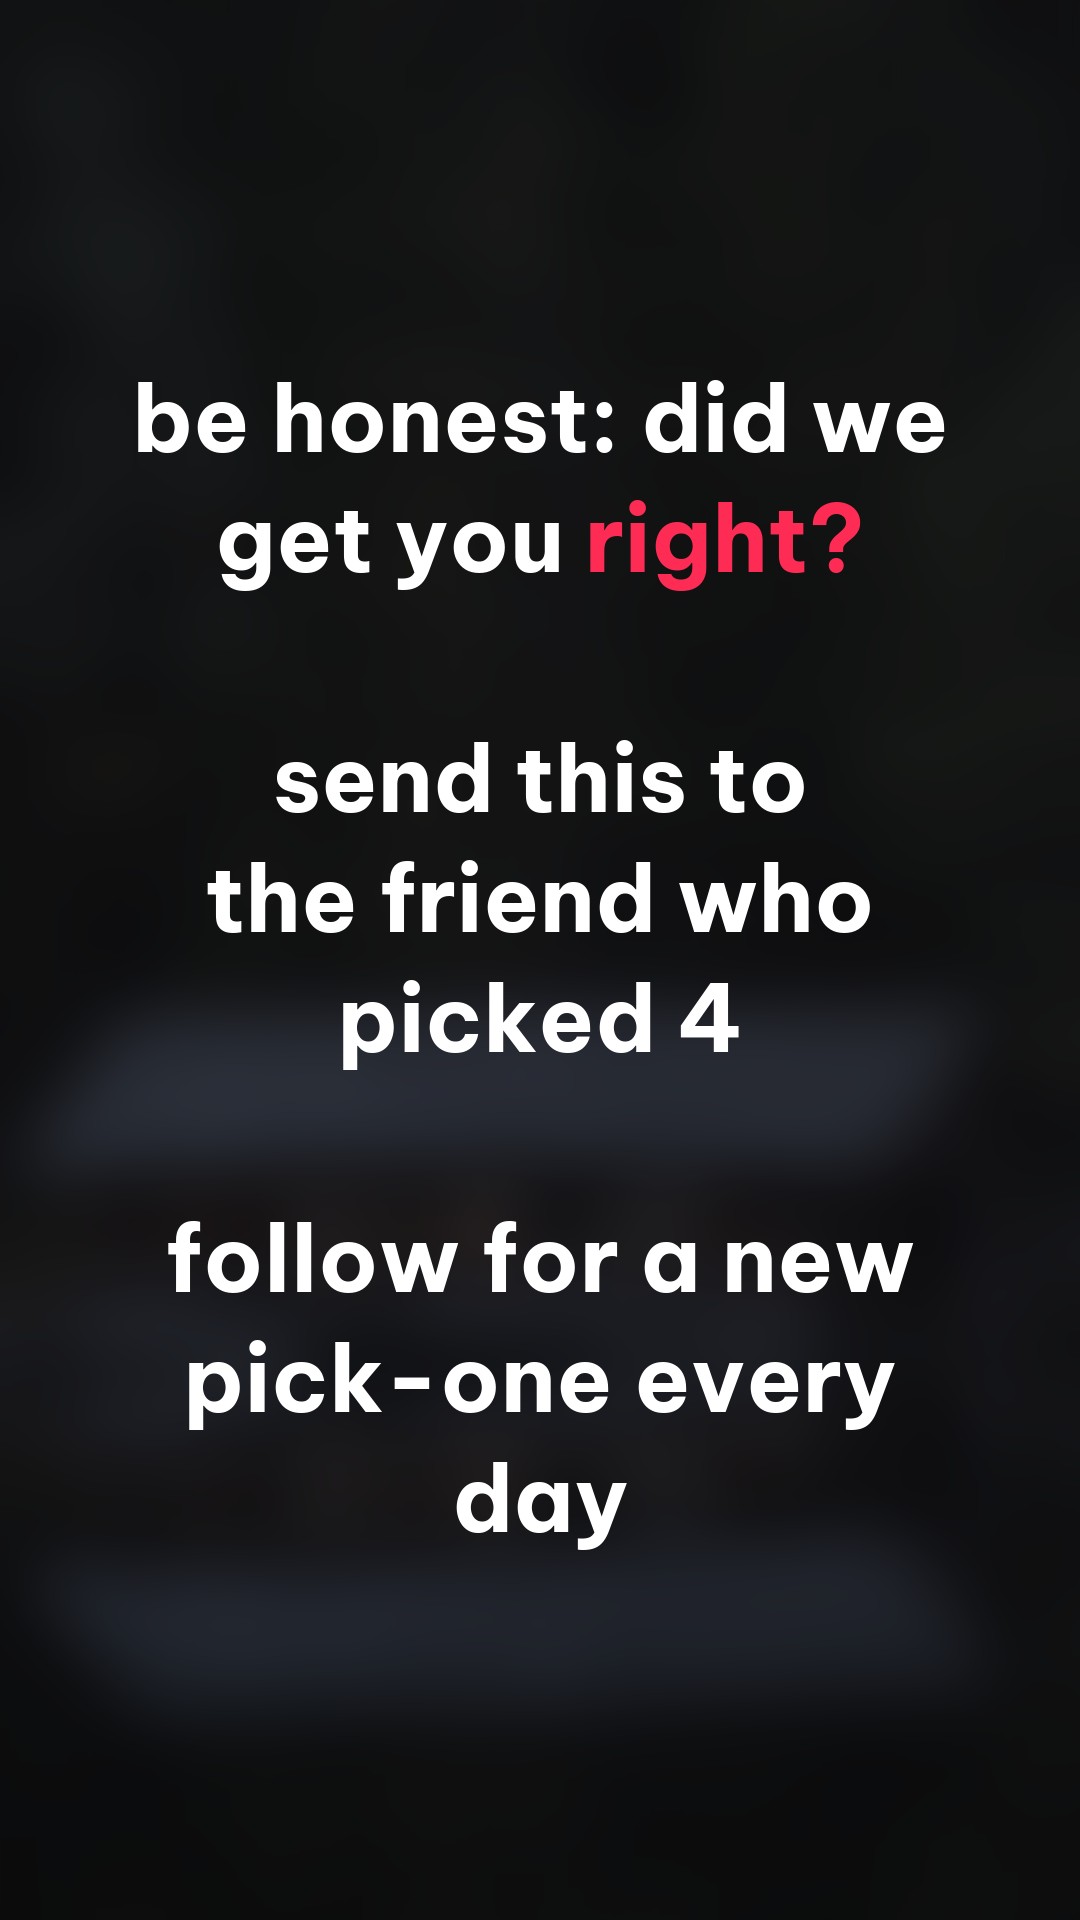 be honest: did we
get you right?
send this to
the friend who
picked 4
follow for a new
pick-one every
day